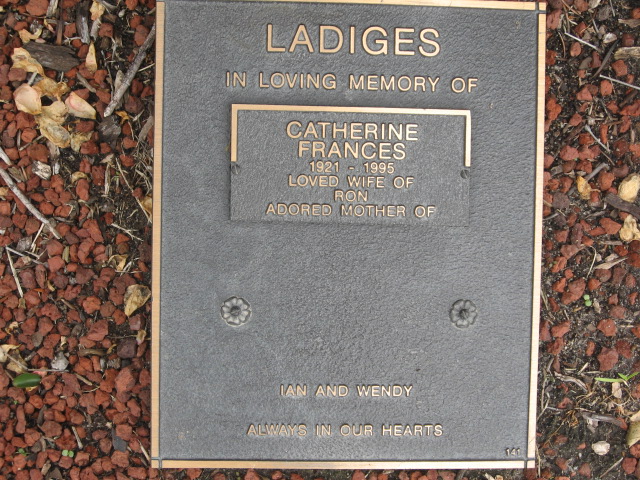 LADIGES
IN LOVING MEMORY OF
CATHERINE
FRANCES
1921 - 1995
LOVED WIFE OF
RON
ADORED MOTHER OF
IAN AND WENDY
ALWAYS IN OUR HEARTS
141